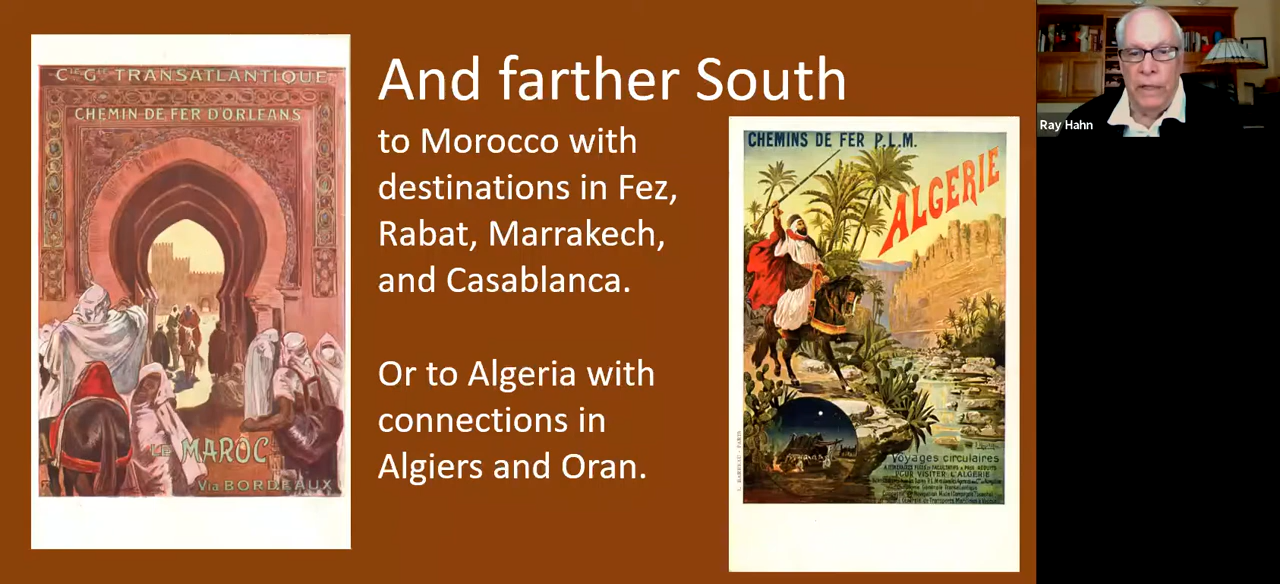 And farther South
to Morocco with
destinations in Fez,
Rabat, Marrakech,
and Casablanca.
Or to Algeria with
connections in
Algiers and Oran.
Cie Gle TRANSATLANTIQUE
CHEMIN DE FER D'ORLEANS
LE MAROC
Via BORDEAUX
CHEMINS DE FER P.L.M.
ALGERIE
Voyages circulaires
POUR VISITER L'ALGERIE
Ray Hahn